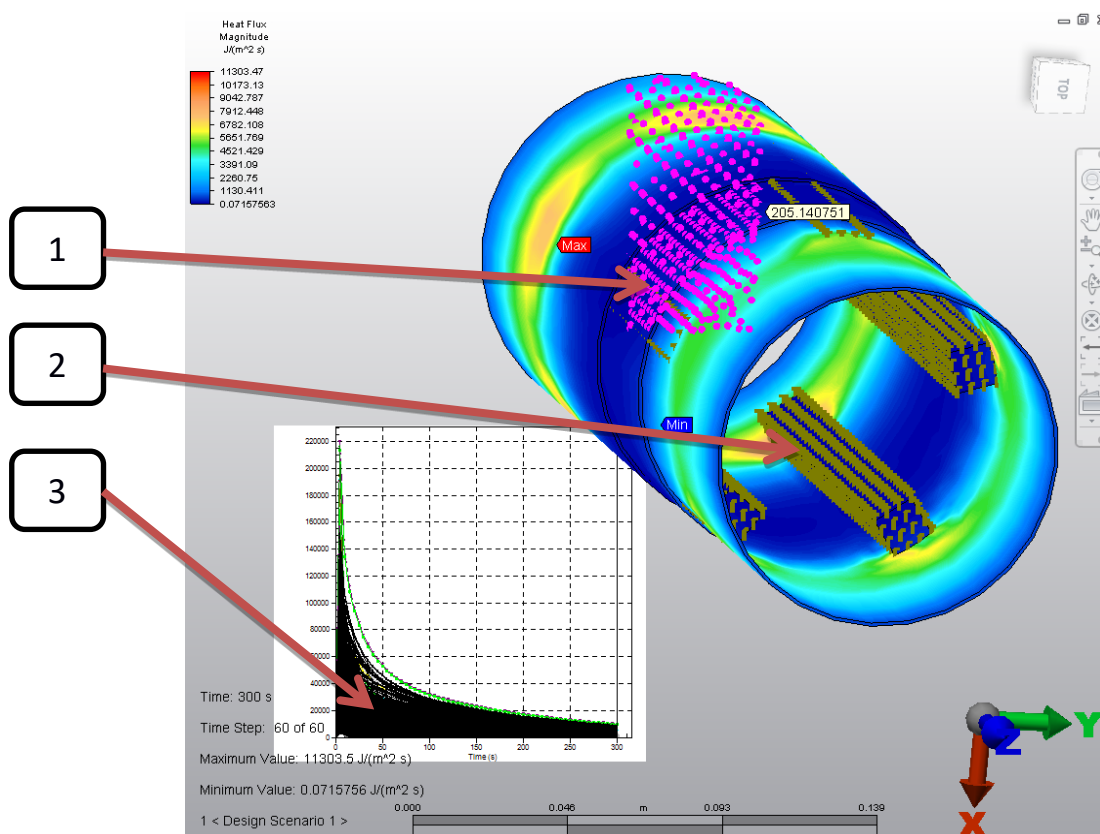 Heat Flux
Magnitude
J/(m^2 s)
11303.47
10173.13
9042.787
7912.448
6782.108
5651.769
4521.429
3391.09
2260.75
1130.411
0.07157563
TOP
1
2
3
Max
205.140751
Min
220000
200000
180000
160000
140000
120000
100000
80000
60000
40000
20000
0
0 50 100 150 200 250 300
Time (s)
Time: 300 s
Time Step: 60 of 60
Maximum Value: 11303.5 J/(m^2 s)
Minimum Value: 0.0715756 J/(m^2 s)
1 < Design Scenario 1 >
0.000 0.046 m 0.093 0.139
Y
Z
X